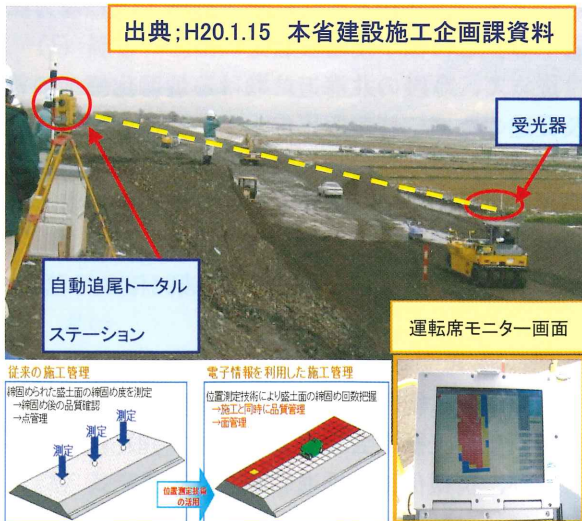 出典;H20.1.15 本省建設施工企画課資料
受光器
自動追尾トータル
ステーション
運転席モニター画面
従来の施工管理
締固められた盛土面の締固め度を測定
→締固め後の品質確認
→点管理
測定
測定
測定
位置測定技術
の活用
電子情報を利用した施工管理
位置測定技術により盛土面の締固め回数把握
→施工と同時に品質管理
→面管理